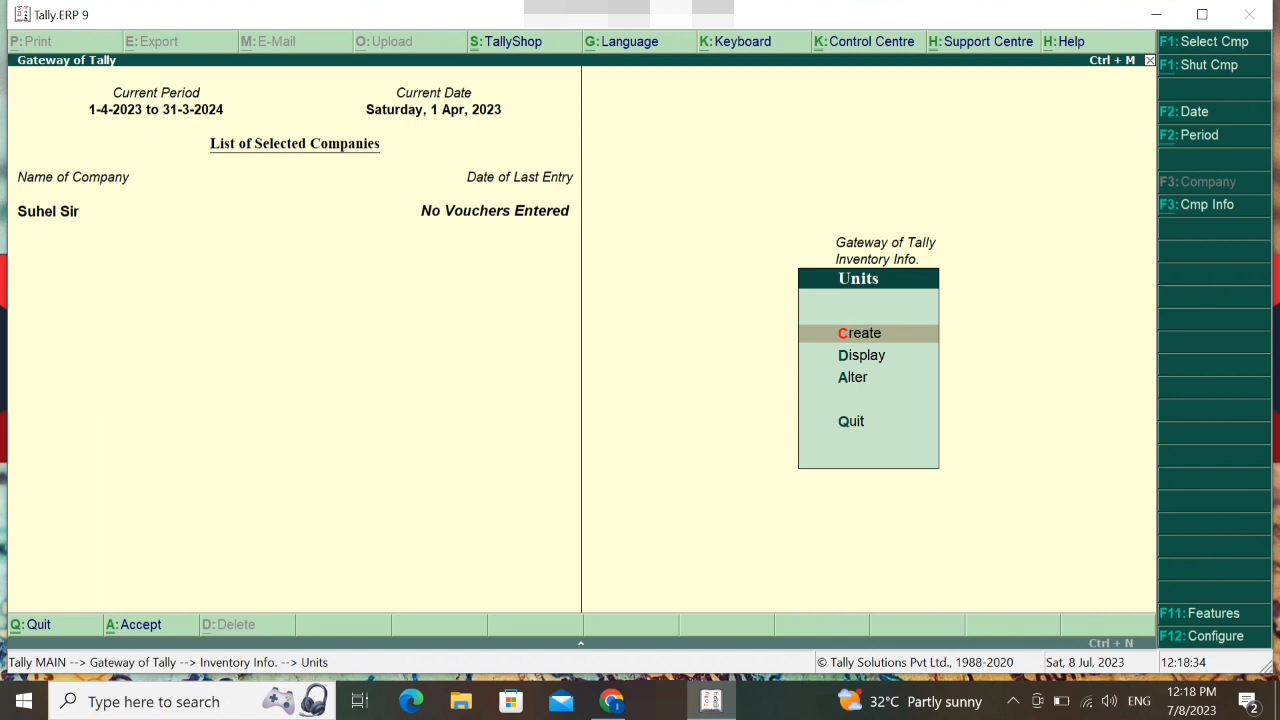 Tally.ERP 9
P: Print E: Export M: E-Mail O: Upload S: TallyShop G: Language K: Keyboard K: Control Centre H: Support Centre H: Help
Gateway of Tally Ctrl + M
Current Period Current Date
1-4-2023 to 31-3-2024 Saturday, 1 Apr, 2023
List of Selected Companies
Name of Company Date of Last Entry
Suhel Sir No Vouchers Entered
Gateway of Tally
Inventory Info.
Units
Create
Display
Alter
Quit
F1: Select Cmp
F1: Shut Cmp
F2: Date
F2: Period
F3: Company
F3: Cmp Info
F11: Features
F12: Configure
Q: Quit A: Accept D: Delete
Ctrl + N
Tally MAIN --> Gateway of Tally --> Inventory Info. --> Units © Tally Solutions Pvt Ltd., 1988-2020 Sat, 8 Jul, 2023 12:18:34
Type here to search 32°C Partly sunny ENG 12:18 PM
7/8/2023 2